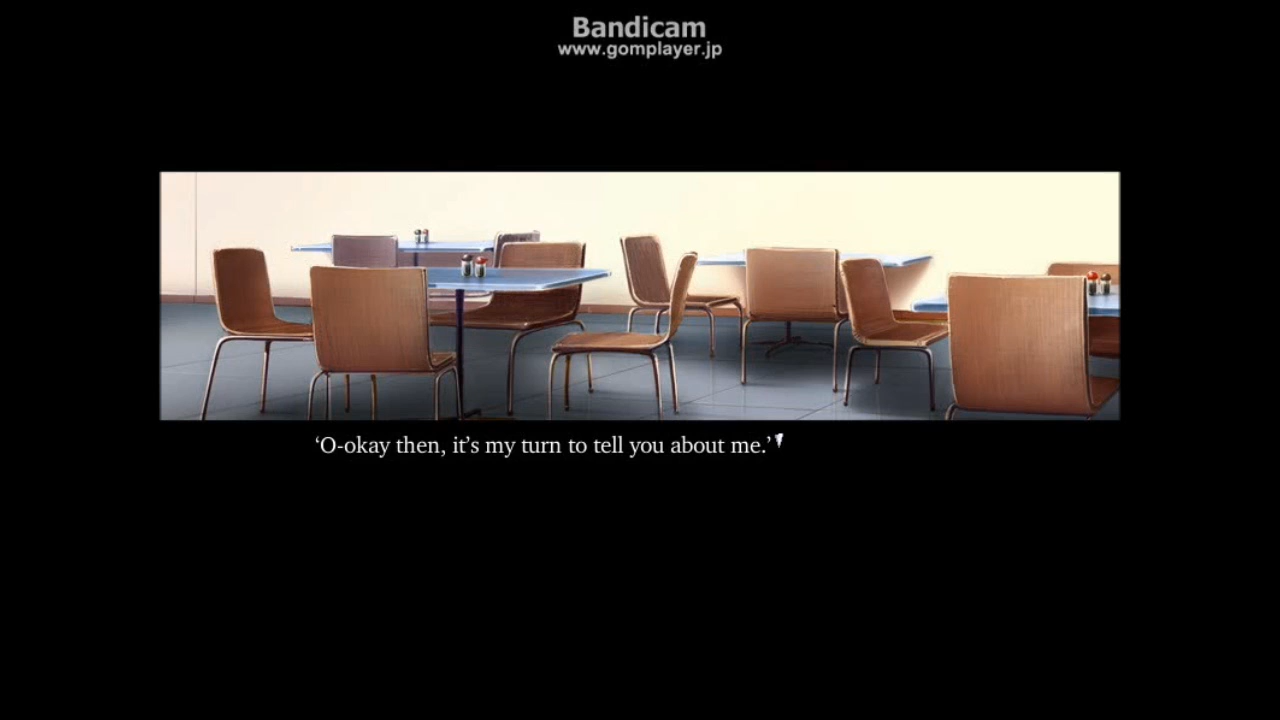 Bandicam
www.gomplayer.jp
‘O-okay then, it’s my turn to tell you about me.’